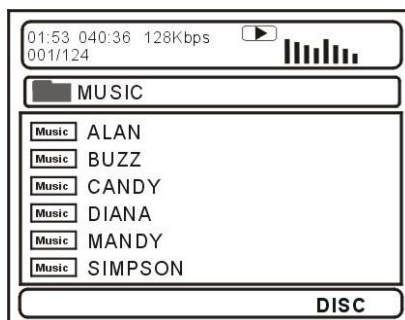 01:53 040:36 128Kbps
001/124
MUSIC
Music ALAN
Music BUZZ
Music CANDY
Music DIANA
Music MANDY
Music SIMPSON
DISC